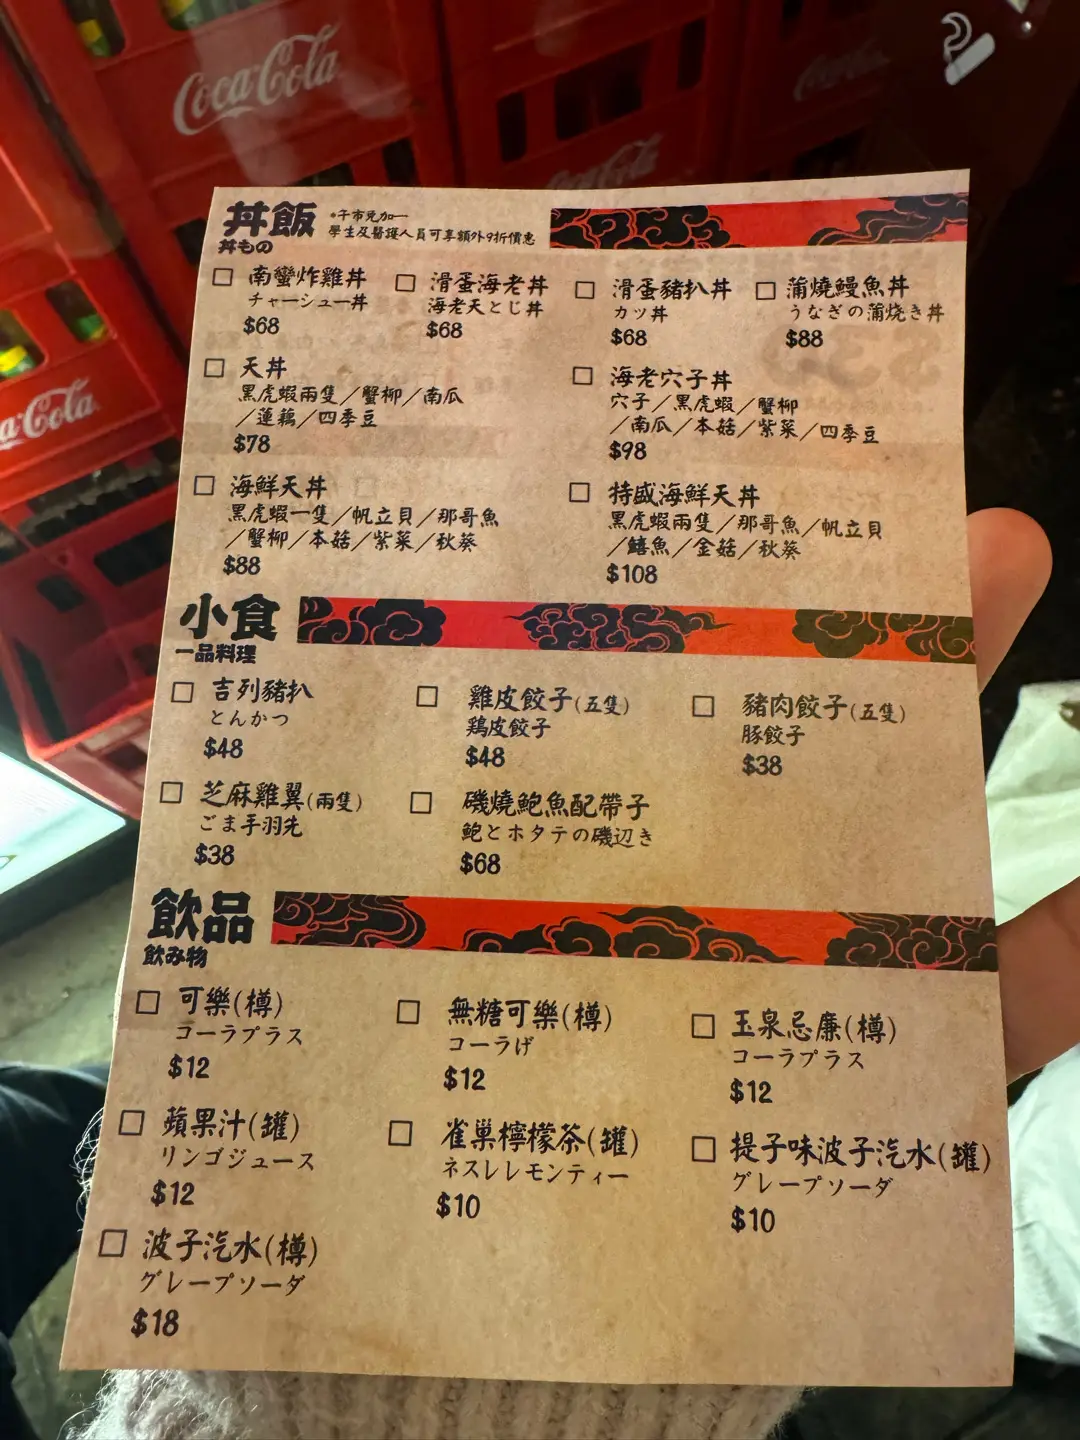 Coca-Cola
Coca-Cola
丼飯
丼もの
*午市免加一
學生及醫護人員可享額外9折價惠
□ 南蠻炸雞丼
チャーシュー丼
$68
□ 滑蛋海老丼
海老天とじ丼
$68
□ 滑蛋豬扒丼
カツ丼
$68
□ 蒲燒鰻魚丼
うなぎの蒲焼き丼
$88
□ 天丼
黑虎蝦兩隻/蟹柳/南瓜
/蓮藕/四季豆
$78
□ 海老穴子丼
穴子/黑虎蝦/蟹柳
/南瓜/本菇/紫菜/四季豆
$98
□ 海鮮天丼
黑虎蝦一隻/帆立貝/那哥魚
/蟹柳/本菇/紫菜/秋葵
$88
□ 特盛海鮮天丼
黑虎蝦兩隻/那哥魚/帆立貝
/鱚魚/金菇/秋葵
$108
小食
一品料理
□ 吉列豬扒
とんかつ
$48
□ 雞皮餃子(五隻)
鶏皮餃子
$48
□ 豬肉餃子(五隻)
豚餃子
$38
□ 芝麻雞翼(兩隻)
ごま手羽先
$38
□ 磯燒鮑魚配帶子
鮑とホタテの磯辺き
$68
飲品
飲み物
□ 可樂(樽)
コーラプラス
$12
□ 無糖可樂(樽)
コーラげ
$12
□ 玉泉忌廉(樽)
コーラプラス
$12
□ 蘋果汁(罐)
リンゴジュース
$12
□ 雀巢檸檬茶(罐)
ネスレレモンティー
$10
□ 提子味波子汽水(罐)
グレープソーダ
$10
□ 波子汽水(樽)
グレープソーダ
$18